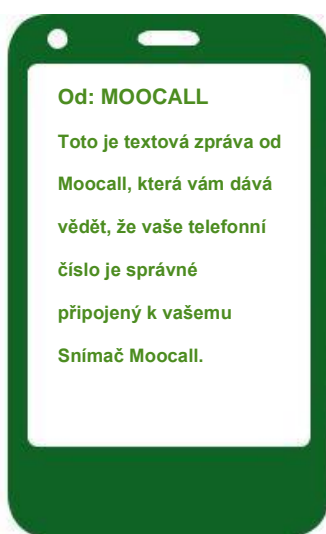 Od: MOOCALL
Toto je textová zpráva od
Moocall, která vám dává
vědět, že vaše telefonní
číslo je správné
připojený k vašemu
Snímač Moocall.